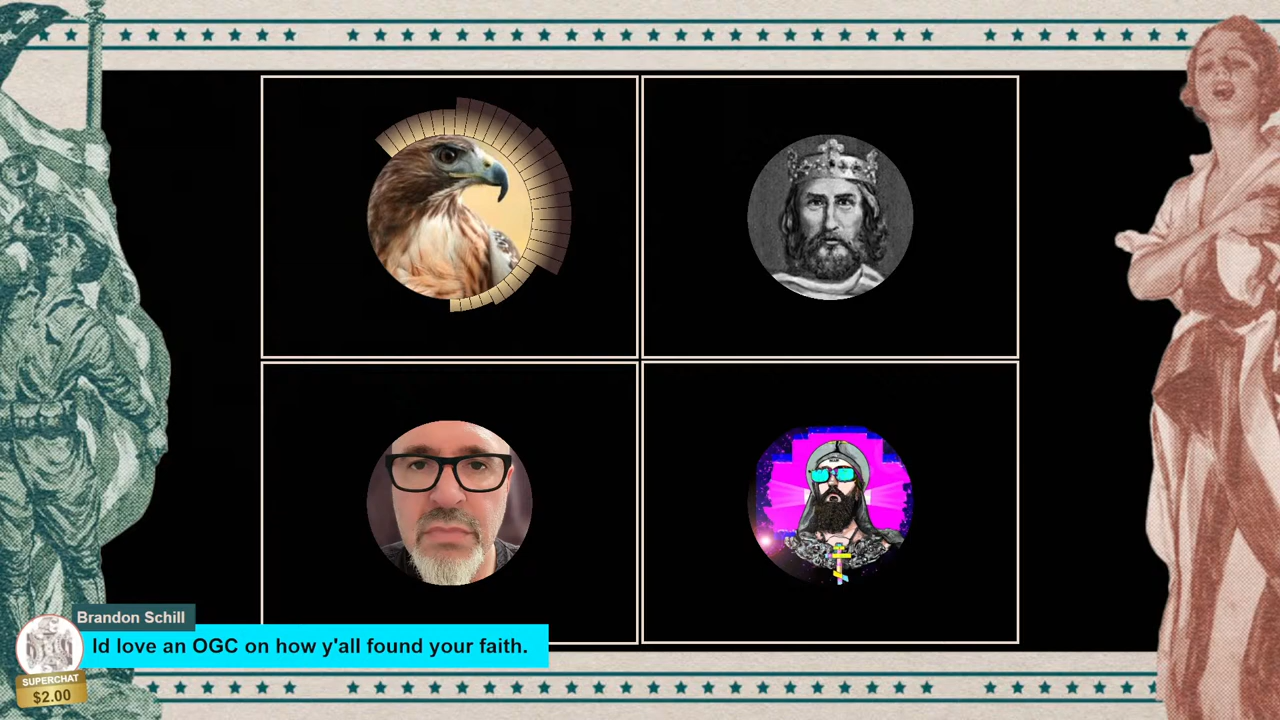 Brandon Schill
Id love an OGC on how y'all found your faith.
SUPERCHAT
$2.00